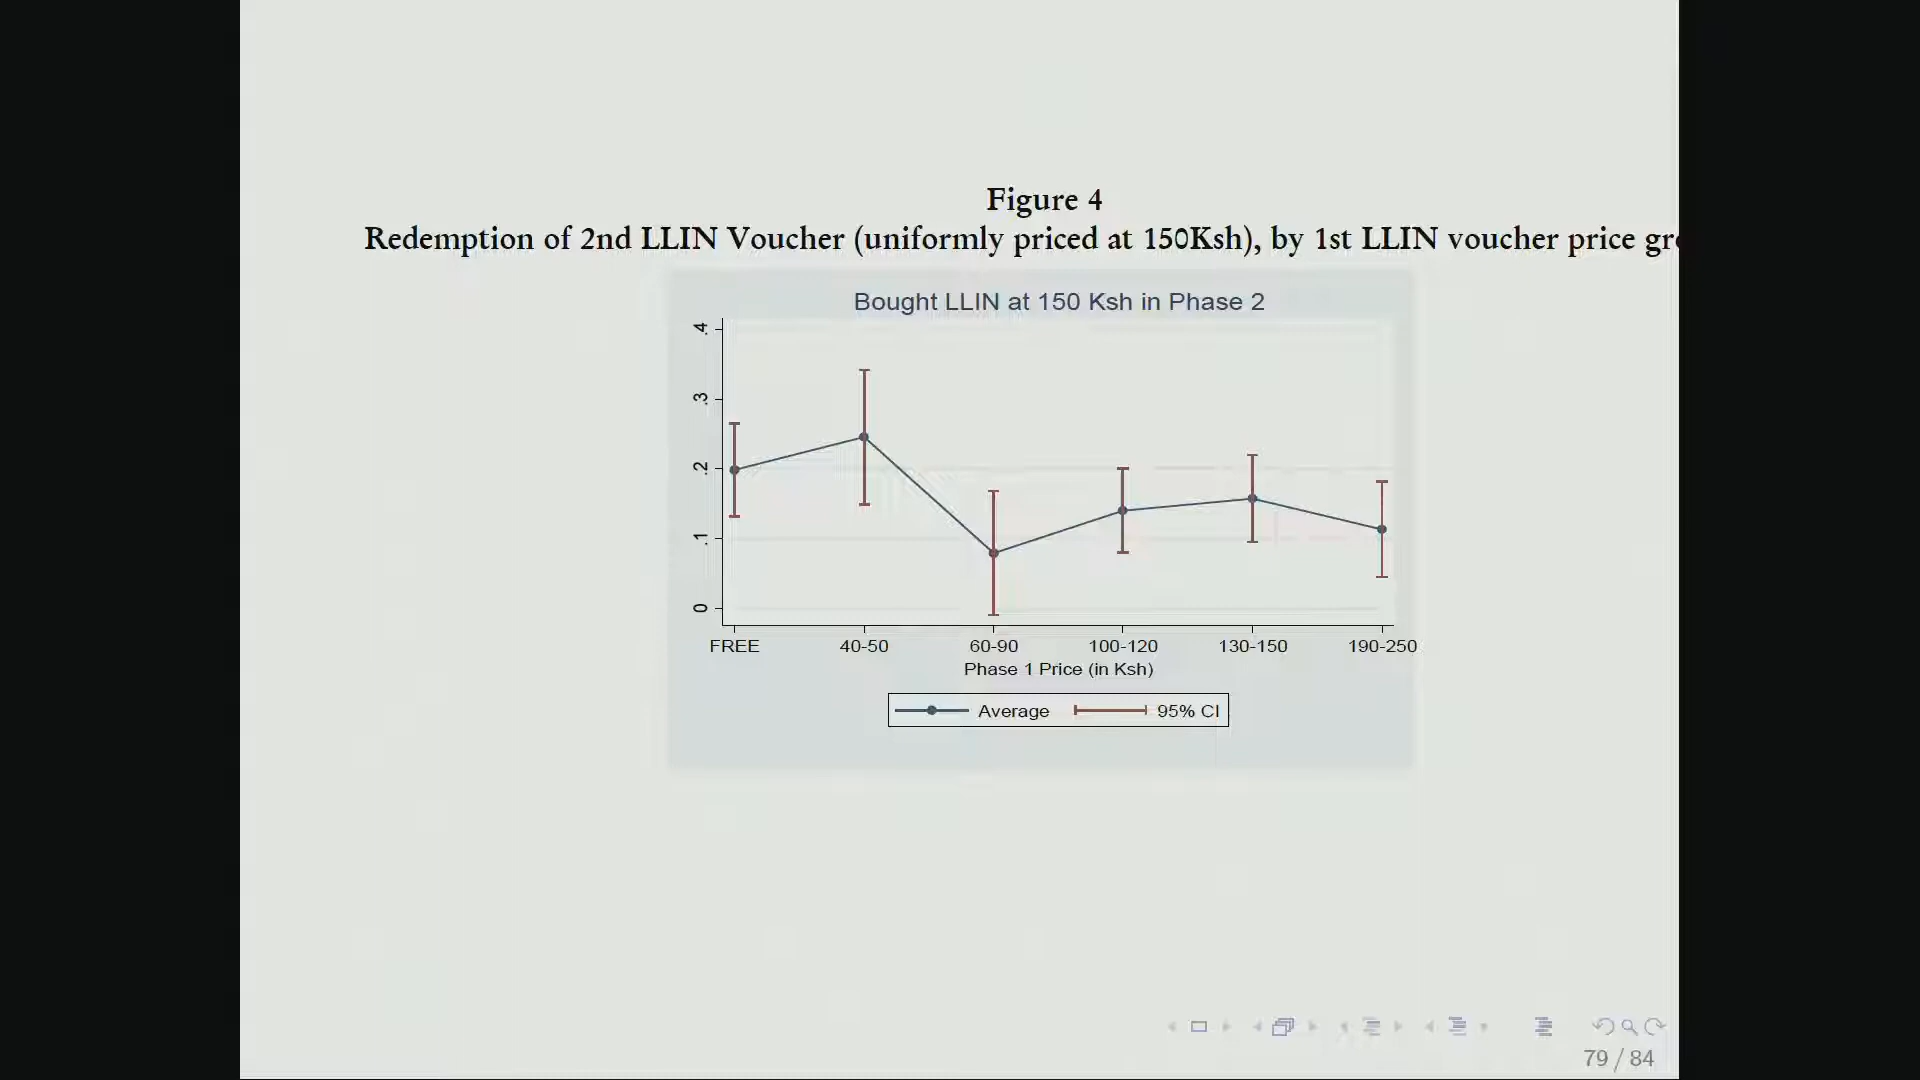 Figure 4
Redemption of 2nd LLIN Voucher (uniformly priced at 150Ksh), by 1st LLIN voucher price
Bought LLIN at 150 Ksh in Phase 2
.4
.3
.2
.1
0
FREE 40-50 60-90 100-120 130-150 190-250
Phase 1 Price (in Ksh)
Average 95% CI
79 / 84